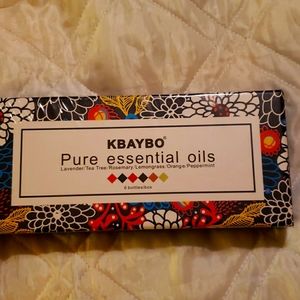 KBAYBO®
Pure essential oils
Lavender/Tea Tree/Rosemary/Lemongrass/Orange/Peppermint
6 bottles/box